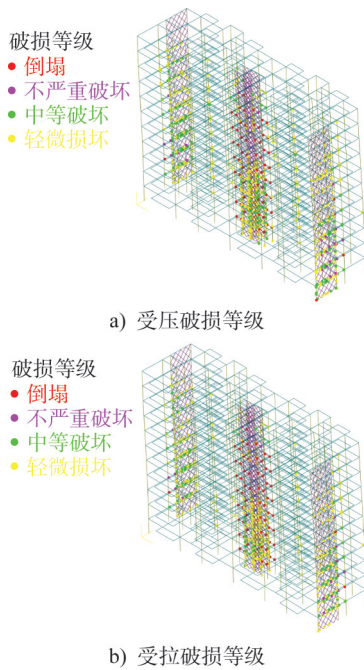 破损等级
倒塌
不严重破坏
中等破坏
轻微损坏
a) 受压破损等级
破损等级
倒塌
不严重破坏
中等破坏
轻微损坏
b) 受拉破损等级